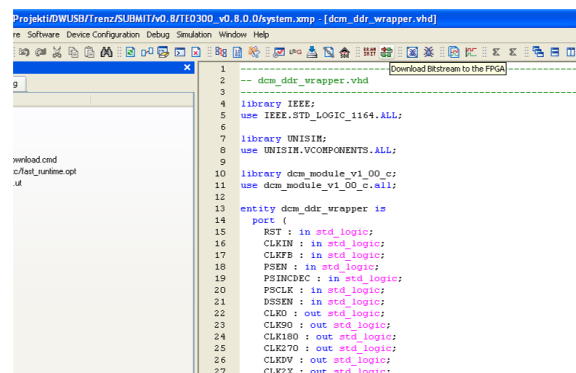 Projekti/DWUSB/Trenz/SUBMIT/v0.8/TE0300_v0.8.0.0/system.xmp - [dcm_ddr_wrapper.vhd]
re Software Device Configuration Debug Simulation Window Help
Download Bitstream to the FPGA
g
ownload.cmd
c/fast_runtime.opt
.ut
1 --------------------------------------------------
2 -- dcm_ddr_wrapper.vhd
3 --------------------------------------------------
4 library IEEE;
5 use IEEE.STD_LOGIC_1164.ALL;
6
7 library UNISIM;
8 use UNISIM.VCOMPONENTS.ALL;
9
10 library dcm_module_v1_00_c;
11 use dcm_module_v1_00_c.all;
12
13 entity dcm_ddr_wrapper is
14 port (
15 RST : in std_logic;
16 CLKIN : in std_logic;
17 CLKFB : in std_logic;
18 PSEN : in std_logic;
19 PSINCDEC : in std_logic;
20 PSCLK : in std_logic;
21 DSSEN : in std_logic;
22 CLK0 : out std_logic;
23 CLK90 : out std_logic;
24 CLK180 : out std_logic;
25 CLK270 : out std_logic;
26 CLKDV : out std_logic;
27 CLK2X : out std_logic;